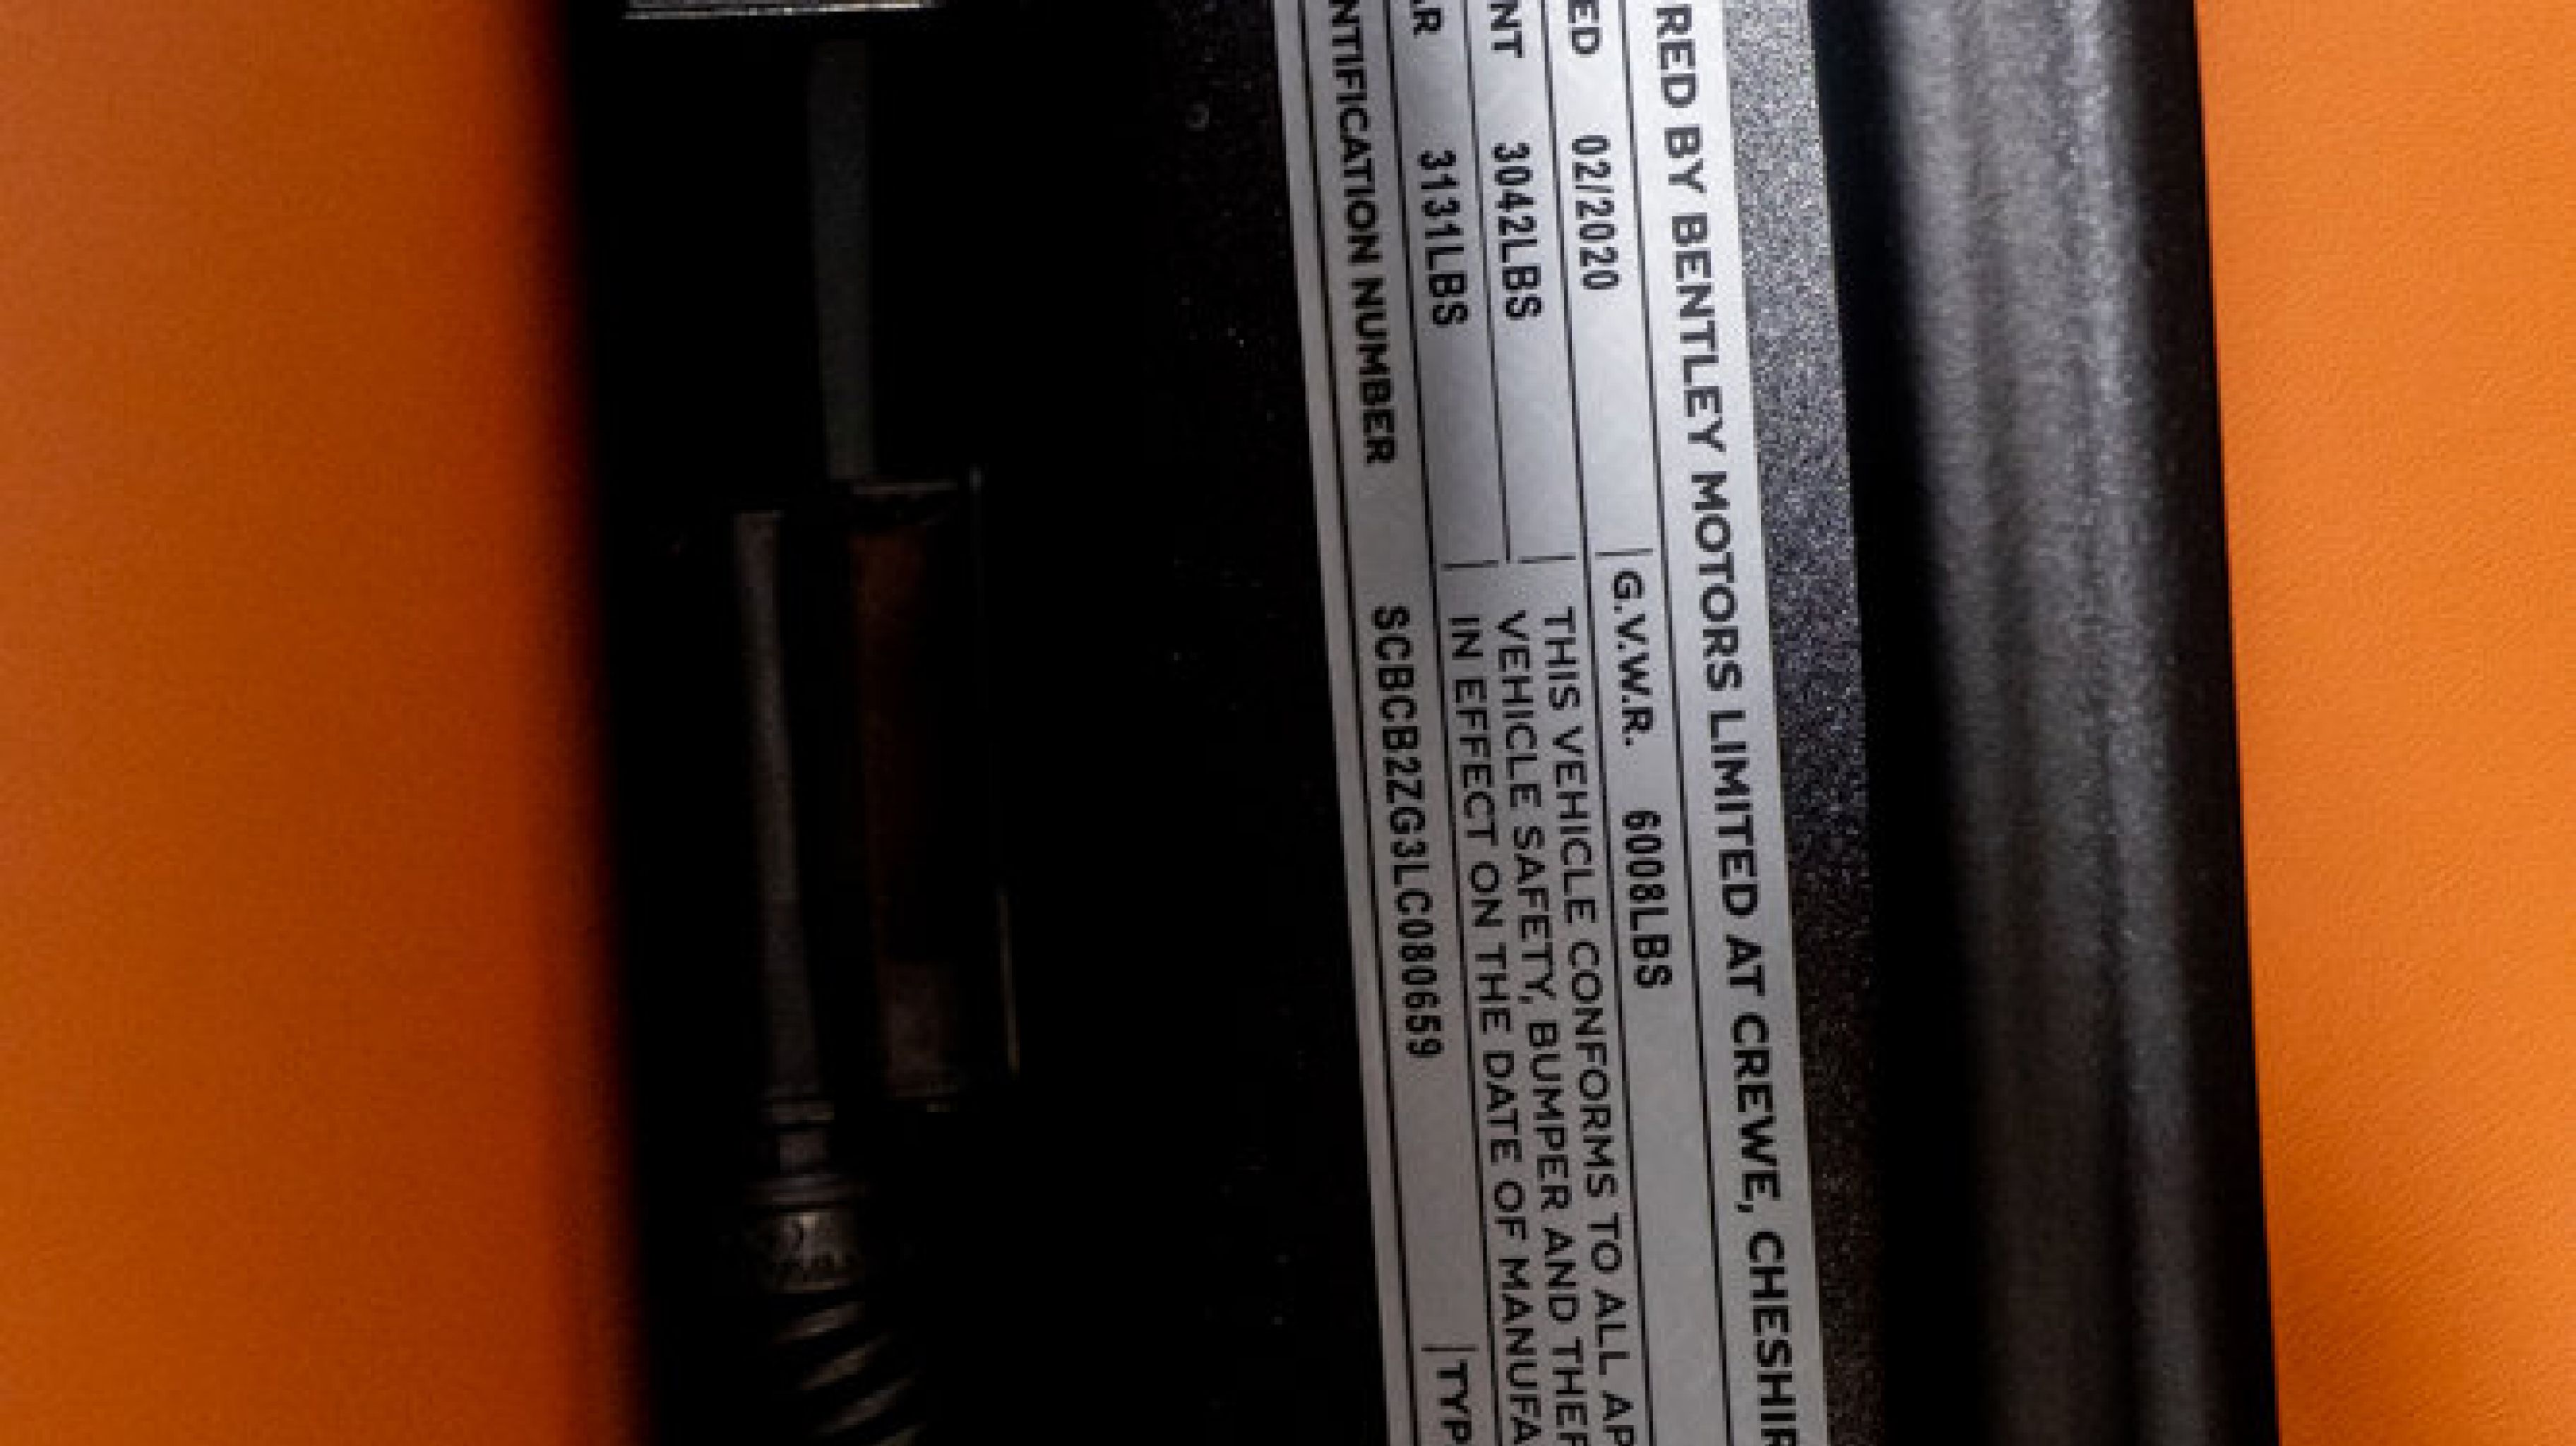 RED BY BENTLEY MOTORS LIMITED AT CREWE, CHESHIR
ED 02/2020 G.V.W.R. 6008LBS
NT 3042LBS THIS VEHICLE CONFORMS TO ALL AP
VEHICLE SAFETY, BUMPER AND THEF
AR 3131LBS IN EFFECT ON THE DATE OF MANUFA
NTIFICATION NUMBER SCBCB2ZG3LC080659 TYP